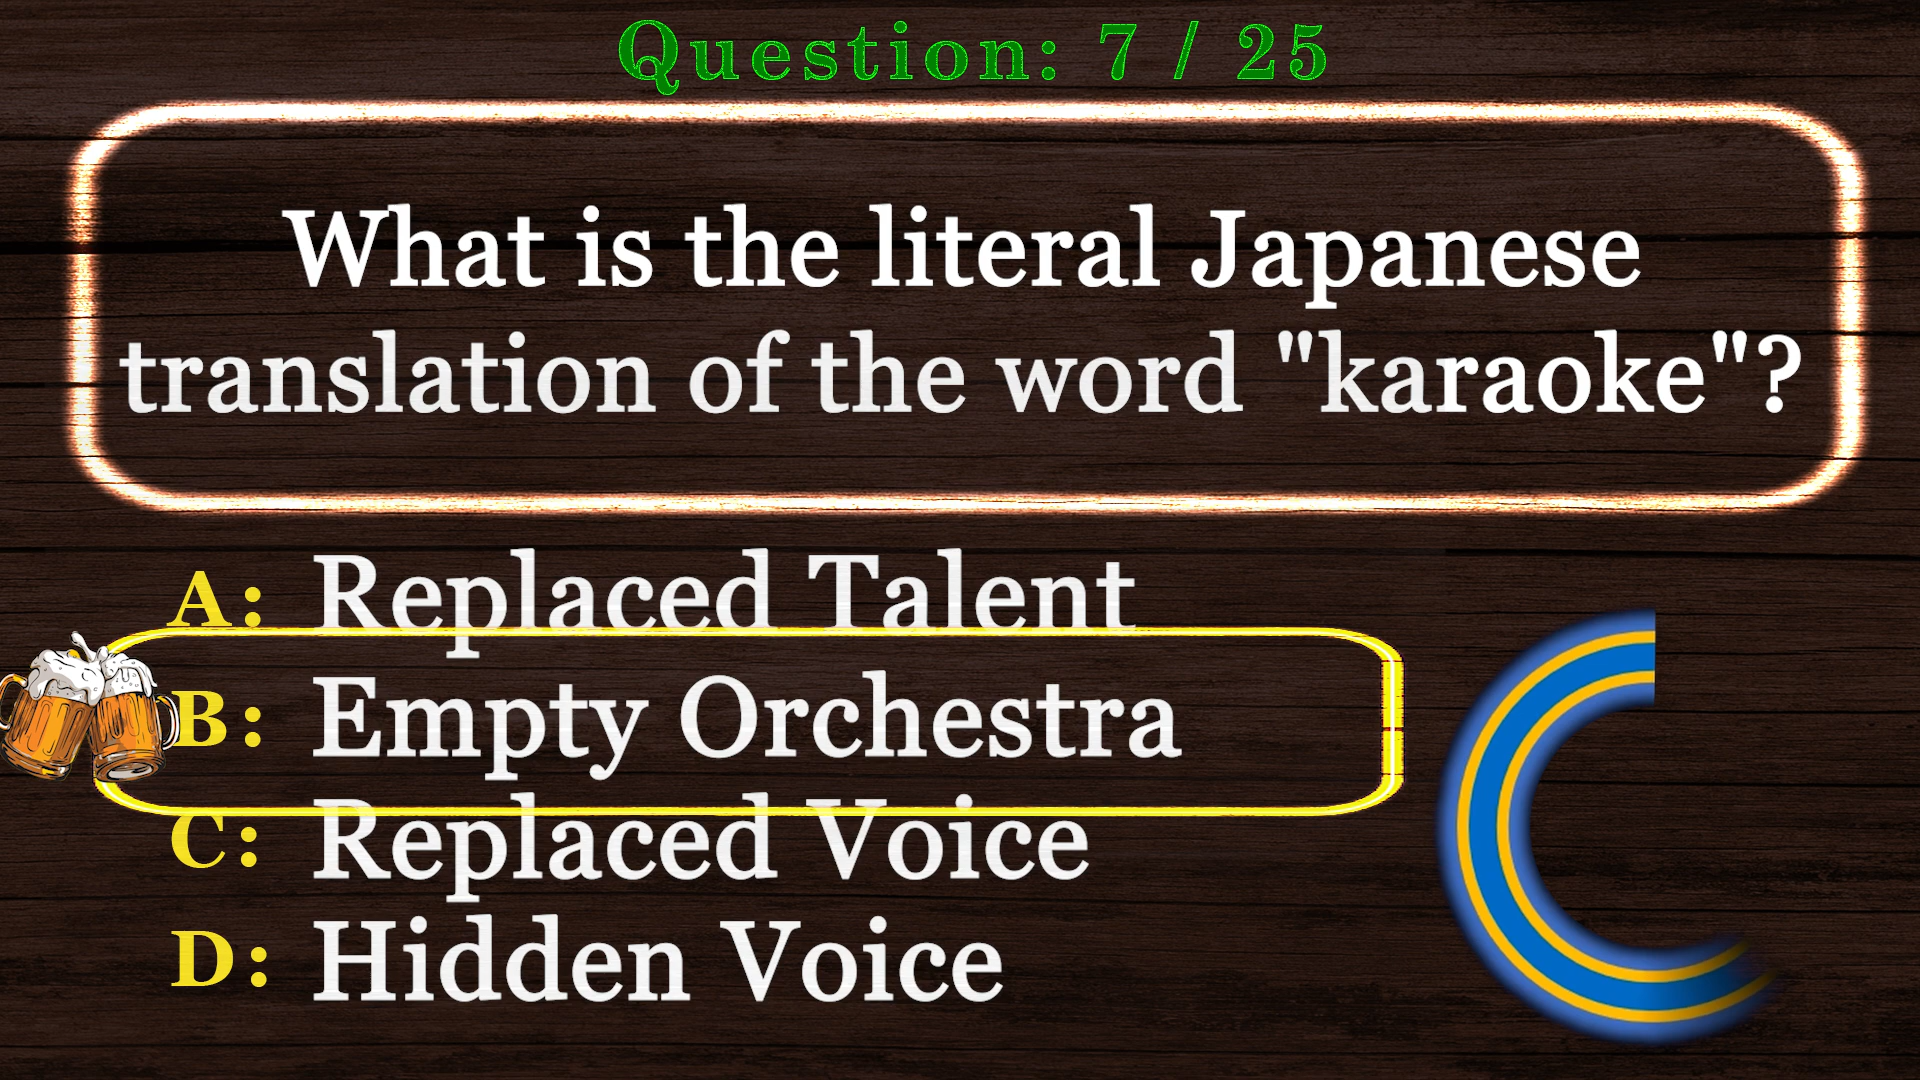 Question: 7 / 25
What is the literal Japanese
translation of the word "karaoke"?
A: Replaced Talent
B: Empty Orchestra
C: Replaced Voice
D: Hidden Voice